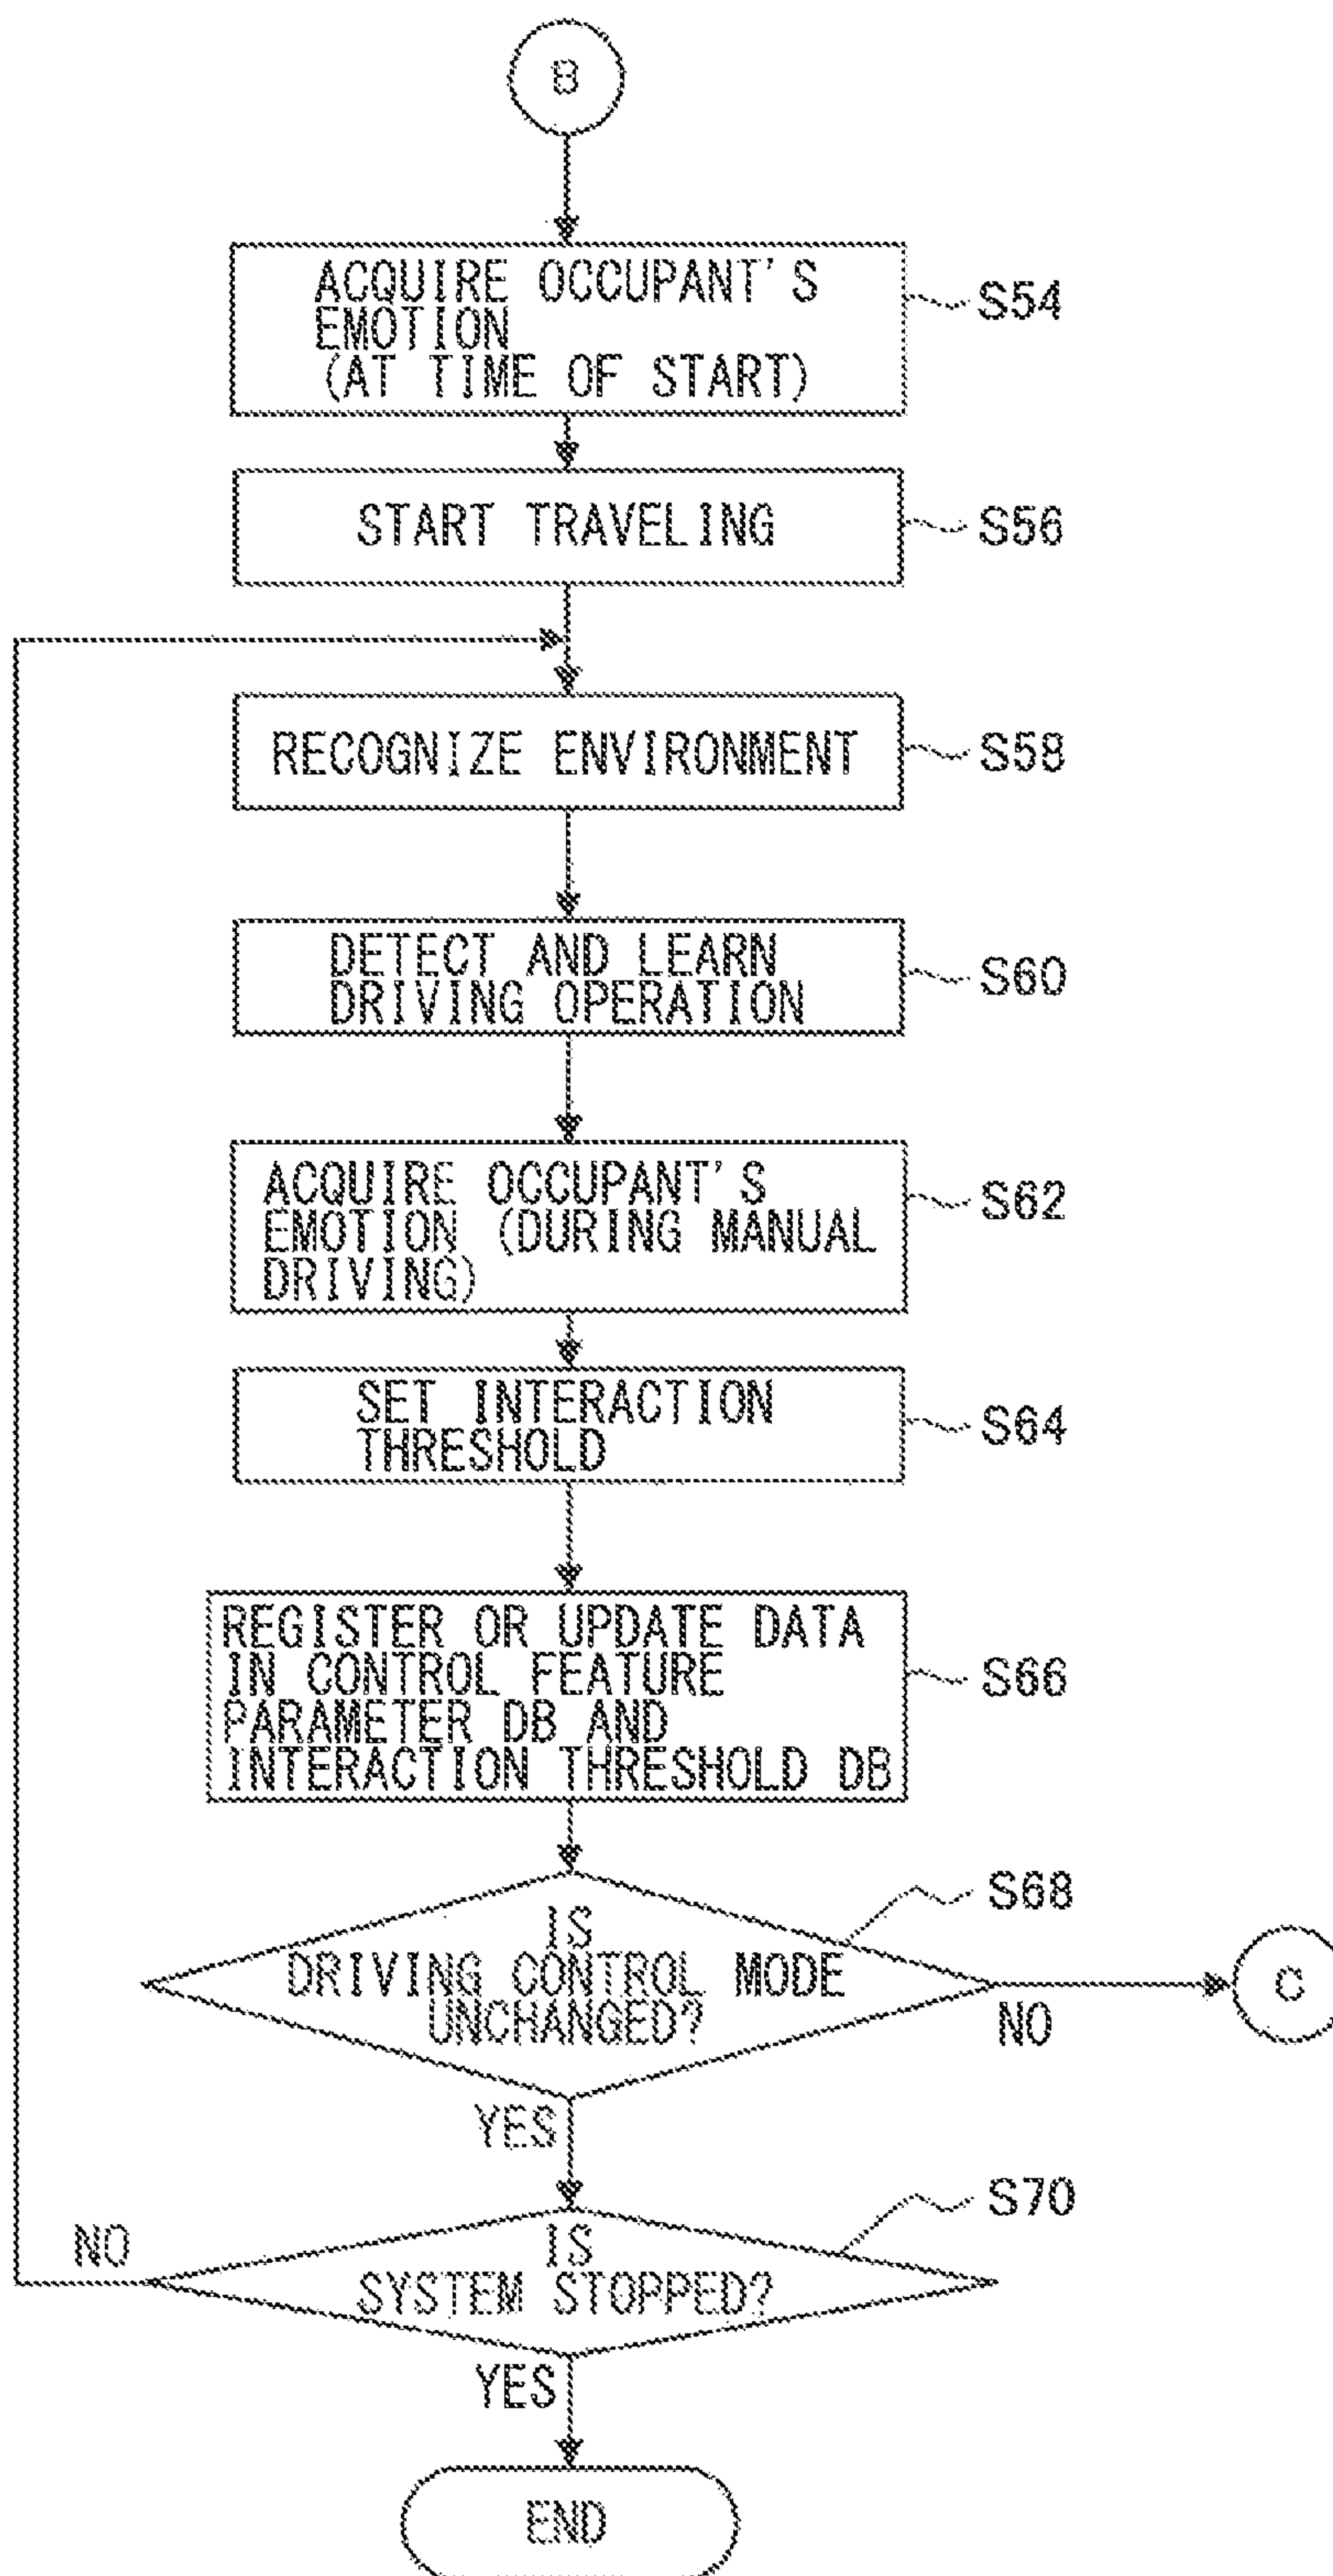 B
ACQUIRE OCCUPANT'S
EMOTION
(AT TIME OF START)
S54
START TRAVELING
S56
RECOGNIZE ENVIRONMENT
S58
DETECT AND LEARN
DRIVING OPERATION
S60
ACQUIRE OCCUPANT'S
EMOTION (DURING MANUAL
DRIVING)
S62
SET INTERACTION
THRESHOLD
S64
REGISTER OR UPDATE DATA
IN CONTROL FEATURE
PARAMETER DB AND
INTERACTION THRESHOLD DB
S66
S68
IS
DRIVING CONTROL MODE
UNCHANGED?
NO
C
YES
S70
NO
IS
SYSTEM STOPPED?
YES
END